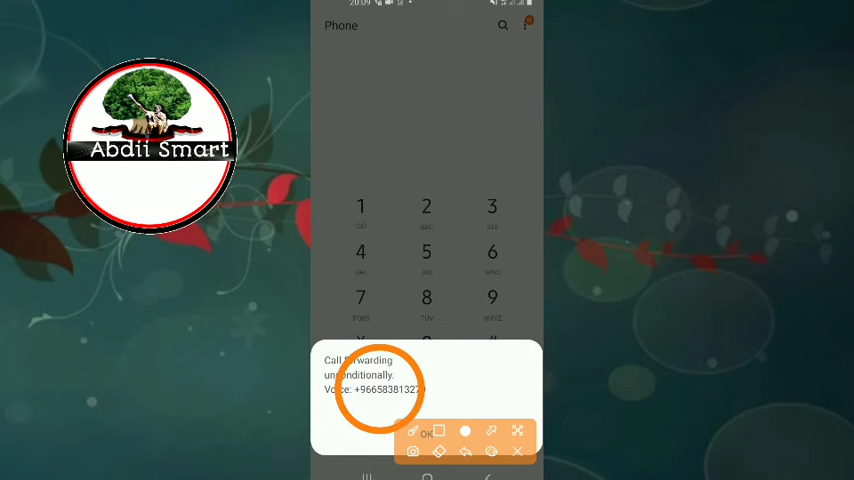 20:09
Phone
Abdii Smart
1 2 3
ABC DEF
4 5 6
GHI JKL MNO
7 8 9
PQRS TUV WXYZ
Call forwarding
unconditionally.
Voice:
OK